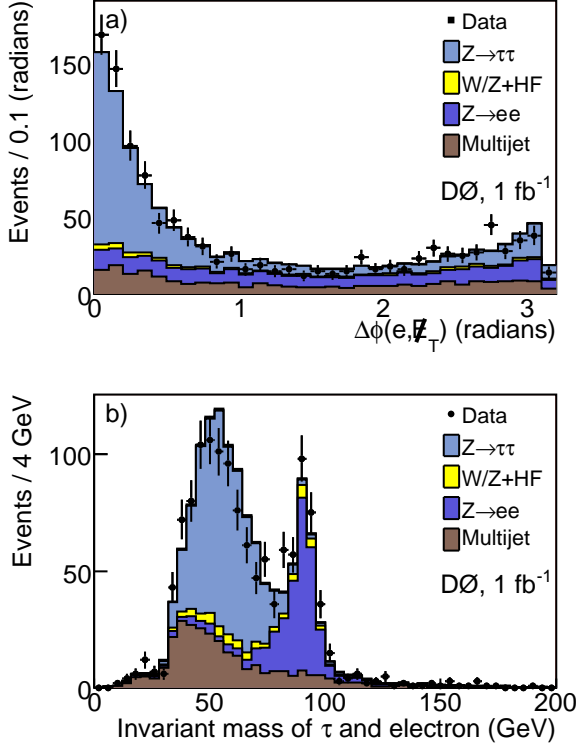 a)
Data
Z→ττ
W/Z+HF
Z→ee
Multijet
DØ, 1 fb⁻¹
Events / 0.1 (radians)
150
100
50
0
0 1 2 3
Δϕ(e,E̸_T) (radians)
b)
Data
Z→ττ
W/Z+HF
Z→ee
Multijet
DØ, 1 fb⁻¹
Events / 4 GeV
100
50
0
0 50 100 150 200
Invariant mass of τ and electron (GeV)